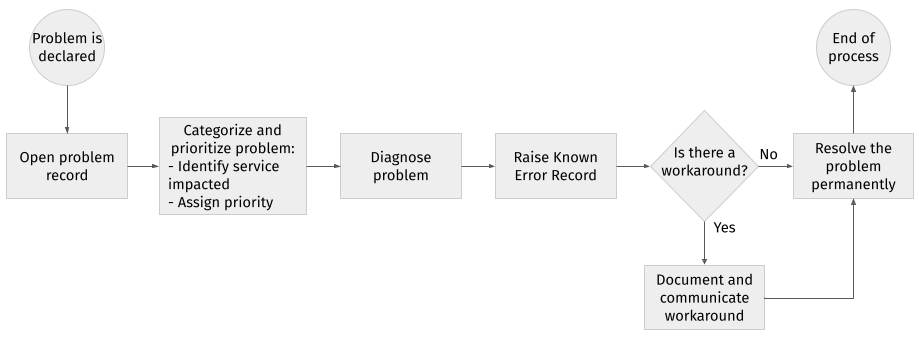 Problem is
declared
Open problem
record
Categorize and
prioritize problem:
- Identify service
impacted
- Assign priority
Diagnose
problem
Raise Known
Error Record
Is there a
workaround?
No
Yes
Document and
communicate
workaround
Resolve the
problem
permanently
End of
process